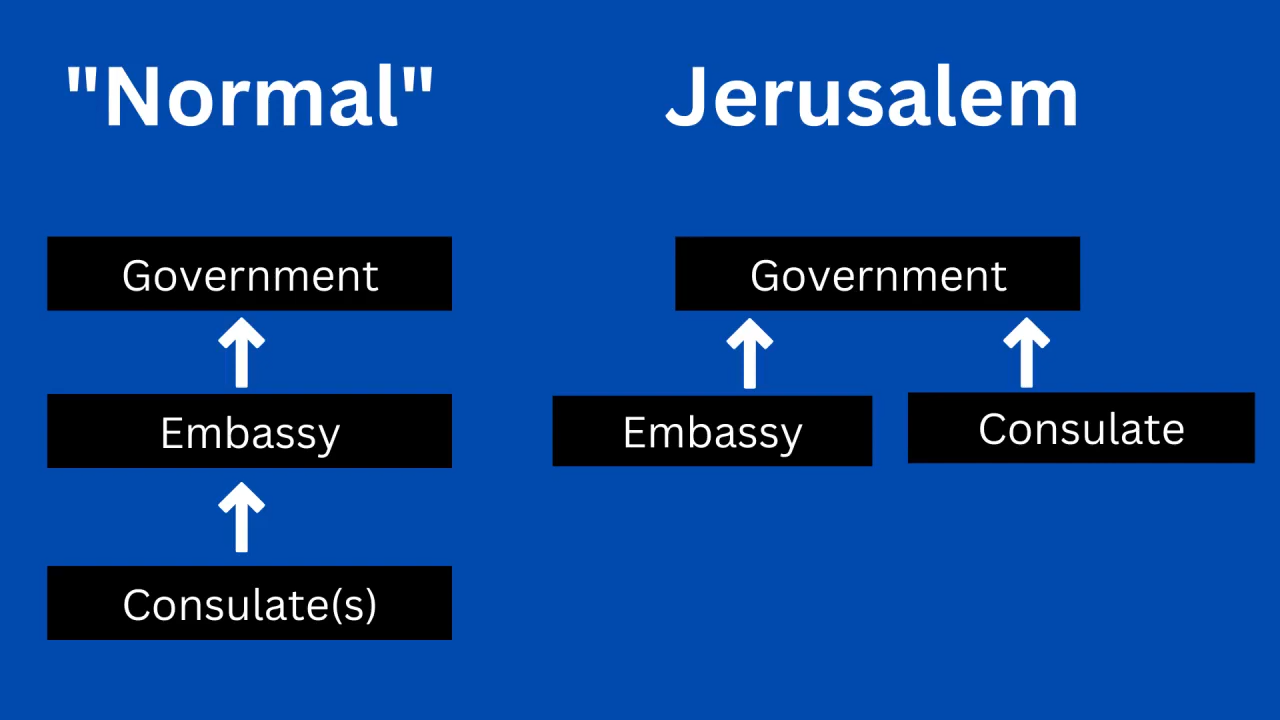 "Normal"
Government
Embassy
Consulate(s)
Jerusalem
Government
Embassy
Consulate